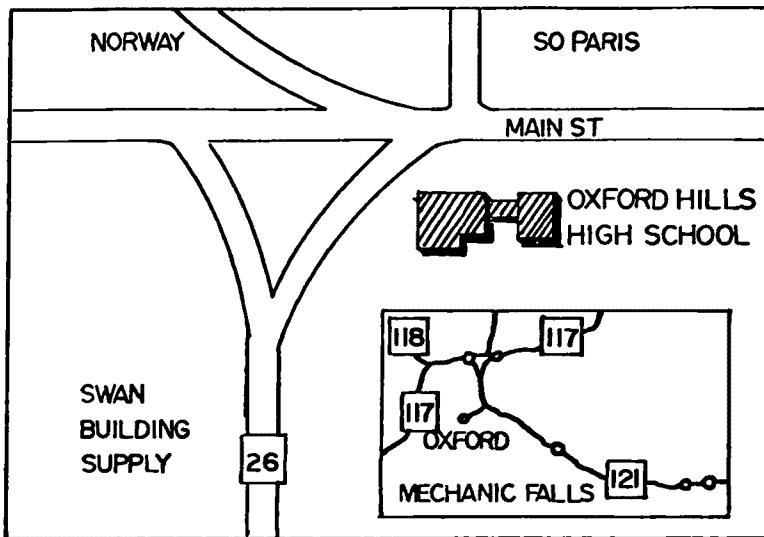 NORWAY
SO PARIS
MAIN ST
OXFORD HILLS
HIGH SCHOOL
118
117
117
OXFORD
MECHANIC FALLS
121
SWAN
BUILDING
SUPPLY
26